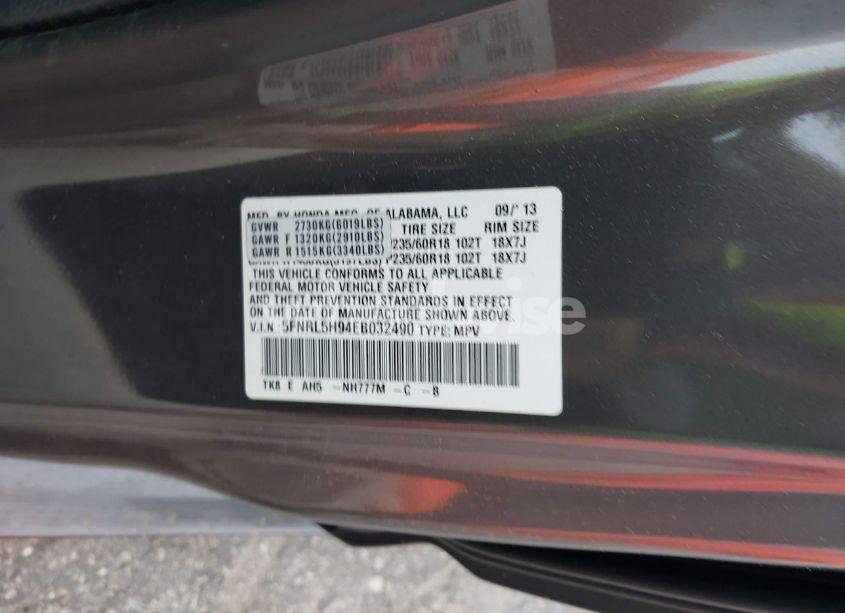 MFD. BY HONDA MFG. OF ALABAMA, LLC 09/'13
GVWR 2730KG(6019LBS) TIRE SIZE RIM SIZE
GAWR F 1320KG(2910LBS) P235/60R18 102T 18X7J
GAWR R 1515KG(3340LBS) P235/60R18 102T 18X7J
THIS VEHICLE CONFORMS TO ALL APPLICABLE
FEDERAL MOTOR VEHICLE SAFETY
AND THEFT PREVENTION STANDARDS IN EFFECT
ON THE DATE OF MANUFACTURE SHOWN ABOVE.
V.I.N.:5FNRL5H94EB032490 TYPE: MPV
TK8 E AH5 -NH777M -C -B